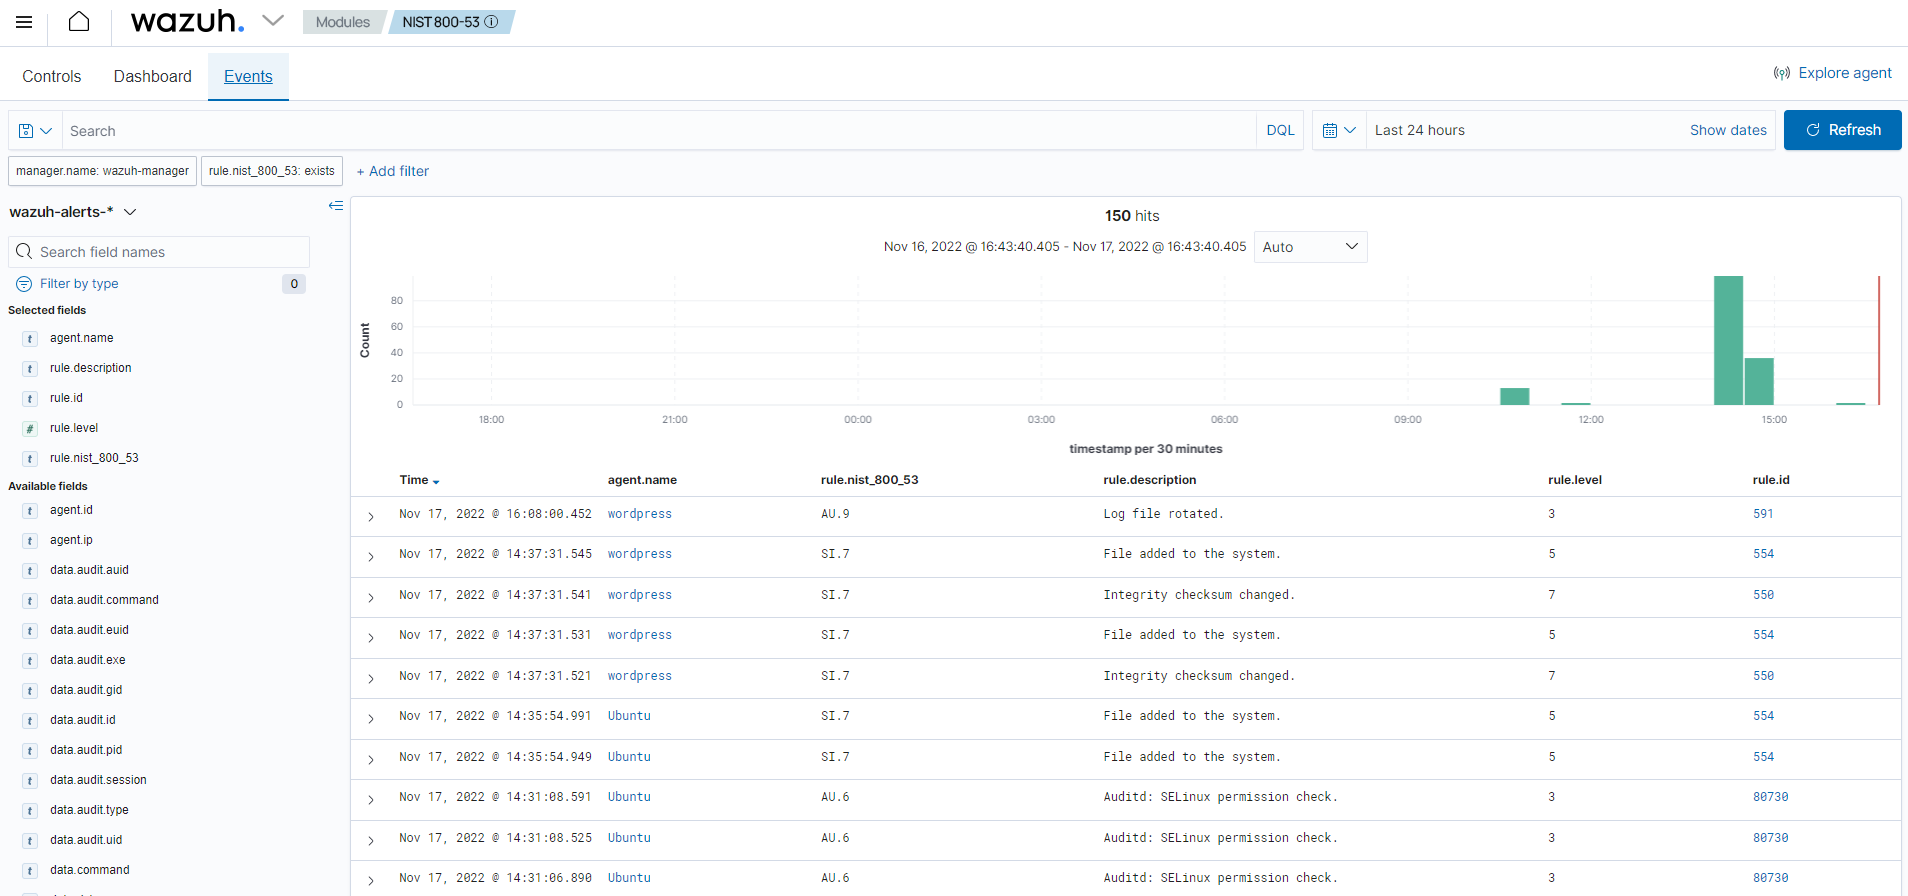 wazuh.
Modules
NIST 800-53
Controls
Dashboard
Events
Explore agent
Search
DQL
Last 24 hours
Show dates
Refresh
manager.name: wazuh-manager
rule.nist_800_53: exists
+ Add filter
wazuh-alerts-*
Search field names
Filter by type
0
Selected fields
t agent.name
t rule.description
t rule.id
# rule.level
t rule.nist_800_53
Available fields
t agent.id
t agent.ip
t data.audit.auid
t data.audit.command
t data.audit.euid
t data.audit.exe
t data.audit.gid
t data.audit.id
t data.audit.pid
t data.audit.session
t data.audit.type
t data.audit.uid
t data.command
150 hits
Nov 16, 2022 @ 16:43:40.405 - Nov 17, 2022 @ 16:43:40.405 Auto
Count
80
60
40
20
0
18:00 21:00 00:00 03:00 06:00 09:00 12:00 15:00
timestamp per 30 minutes
Time agent.name rule.nist_800_53 rule.description rule.level rule.id
Nov 17, 2022 @ 16:08:00.452 wordpress AU.9 Log file rotated. 3 591
Nov 17, 2022 @ 14:37:31.545 wordpress SI.7 File added to the system. 5 554
Nov 17, 2022 @ 14:37:31.541 wordpress SI.7 Integrity checksum changed. 7 550
Nov 17, 2022 @ 14:37:31.531 wordpress SI.7 File added to the system. 5 554
Nov 17, 2022 @ 14:37:31.521 wordpress SI.7 Integrity checksum changed. 7 550
Nov 17, 2022 @ 14:35:54.991 Ubuntu SI.7 File added to the system. 5 554
Nov 17, 2022 @ 14:35:54.949 Ubuntu SI.7 File added to the system. 5 554
Nov 17, 2022 @ 14:31:08.591 Ubuntu AU.6 Auditd: SELinux permission check. 3 80730
Nov 17, 2022 @ 14:31:08.525 Ubuntu AU.6 Auditd: SELinux permission check. 3 80730
Nov 17, 2022 @ 14:31:06.890 Ubuntu AU.6 Auditd: SELinux permission check. 3 80730